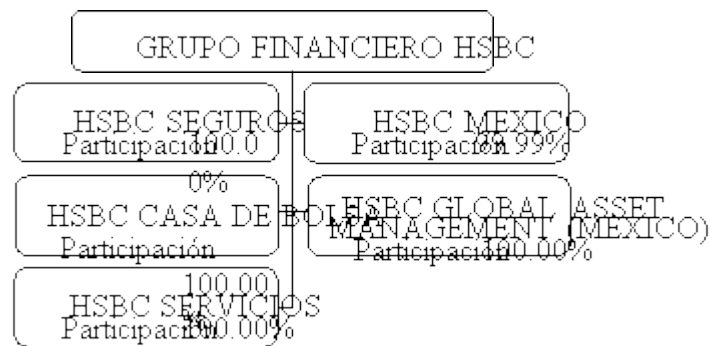 GRUPO FINANCIERO HSBC
HSBC SEGUROS
Participación 100.0
0%
HSBC MEXICO
Participación 99.99%
HSBC CASA DE BOLSA
Participación
100.00
%
HSBC GLOBAL ASSET
MANAGEMENT (MEXICO)
Participación 100.00%
HSBC SERVICIOS
Participación 100.00%